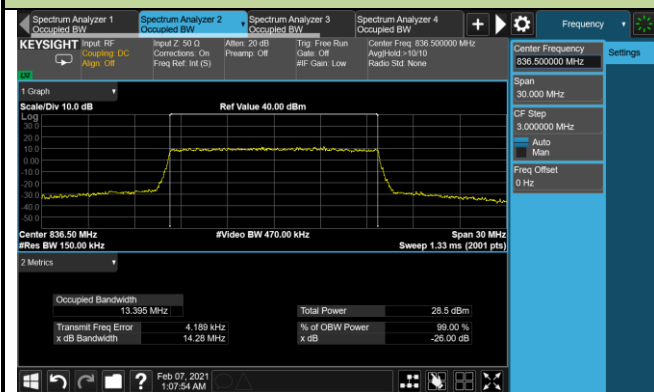 Spectrum Analyzer 1
Occupied BW
Spectrum Analyzer 2
Occupied BW
Spectrum Analyzer 3
Occupied BW
Spectrum Analyzer 4
Occupied BW
+
Frequency
KEYSIGHT
Input: RF
Coupling: DC
Align: Off
Input Z: 50 Ω
Corrections: On
Freq Ref: Int (S)
Atten: 20 dB
Preamp: Off
Trig: Free Run
Gate: Off
#IF Gain: Low
Center Freq: 836.500000 MHz
Avg|Hold:>10/10
Radio Std: None
LXI
Center Frequency
836.500000 MHz
Settings
Span
30.000 MHz
CF Step
3.000000 MHz
Auto
Man
Freq Offset
0 Hz
1 Graph
Scale/Div 10.0 dB
Ref Value 40.00 dBm
Log
30.0
20.0
10.0
0.00
-10.0
-20.0
-30.0
-40.0
-50.0
Center 836.50 MHz
#Video BW 470.00 kHz
Span 30 MHz
#Res BW 150.00 kHz
Sweep 1.33 ms (2001 pts)
2 Metrics
Occupied Bandwidth
13.395 MHz
Total Power
28.5 dBm
Transmit Freq Error
4.189 kHz
% of OBW Power
99.00 %
x dB Bandwidth
14.28 MHz
x dB
-26.00 dB
?
Feb 07, 2021
1:07:54 AM